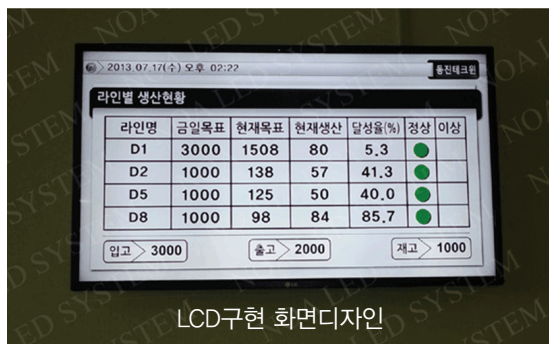 2013.07.17(수) 오후 02:22
동진테크윈
라인별 생산현황
라인명 금일목표 현재목표 현재생산 달성율(%) 정상 이상
D1 3000 1508 80 5.3
D2 1000 138 57 41.3
D5 1000 125 50 40.0
D8 1000 98 84 85.7
입고 3000 출고 2000 재고 1000
LG
LCD구현 화면디자인
NOA LED SYSTEM